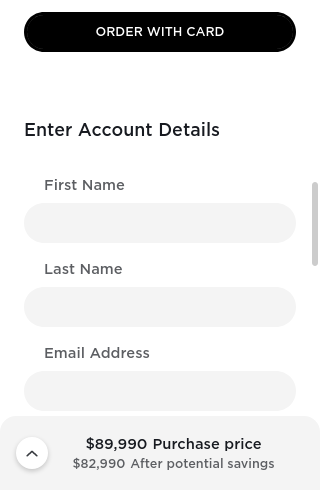 ORDER WITH CARD
Enter Account Details
First Name
Last Name
Email Address
$89,990 Purchase price
$82,990 After potential savings